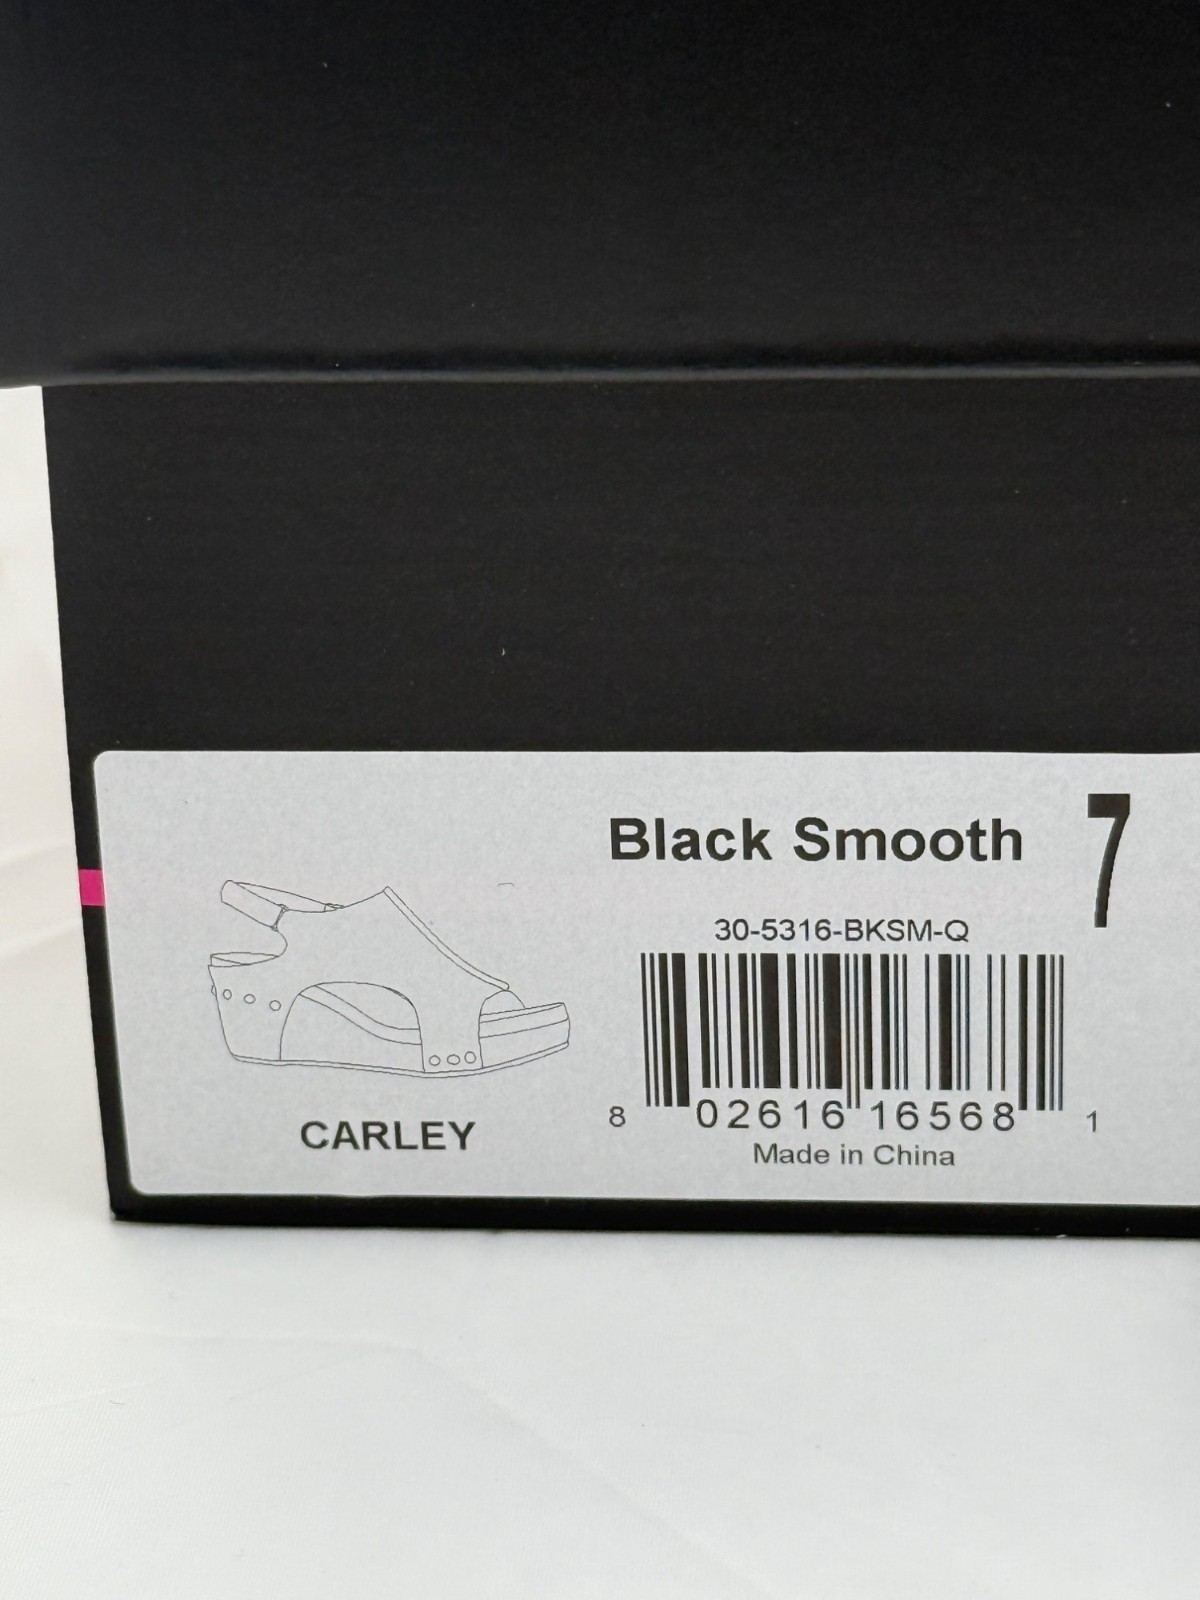 Black Smooth 7
30-5316-BKSM-Q
8 02616 16568 1
Made in China
CARLEY